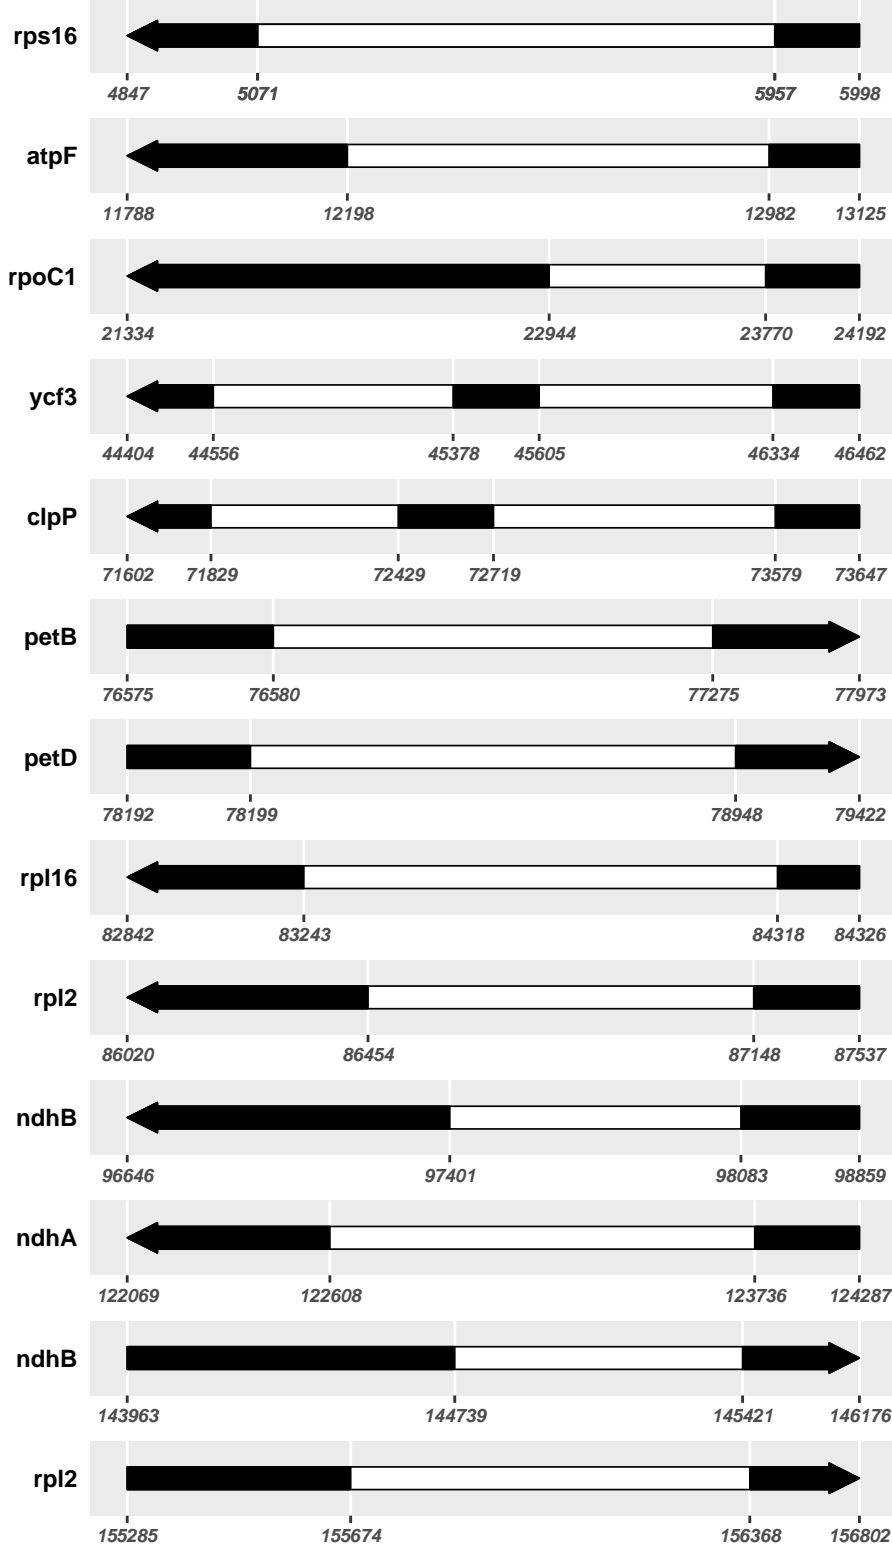 rps16
4847 5071 5957 5998
atpF
11788 12198 12982 13125
rpoC1
21334 22944 23770 24192
ycf3
44404 44556 45378 45605 46334 46462
clpP
71602 71829 72429 72719 73579 73647
petB
76575 76580 77275 77973
petD
78192 78199 78948 79422
rpl16
82842 83243 84318 84326
rpl2
86020 86454 87148 87537
ndhB
96646 97401 98083 98859
ndhA
122069 122608 123736 124287
ndhB
143963 144739 145421 146176
rpl2
155285 155674 156368 156802